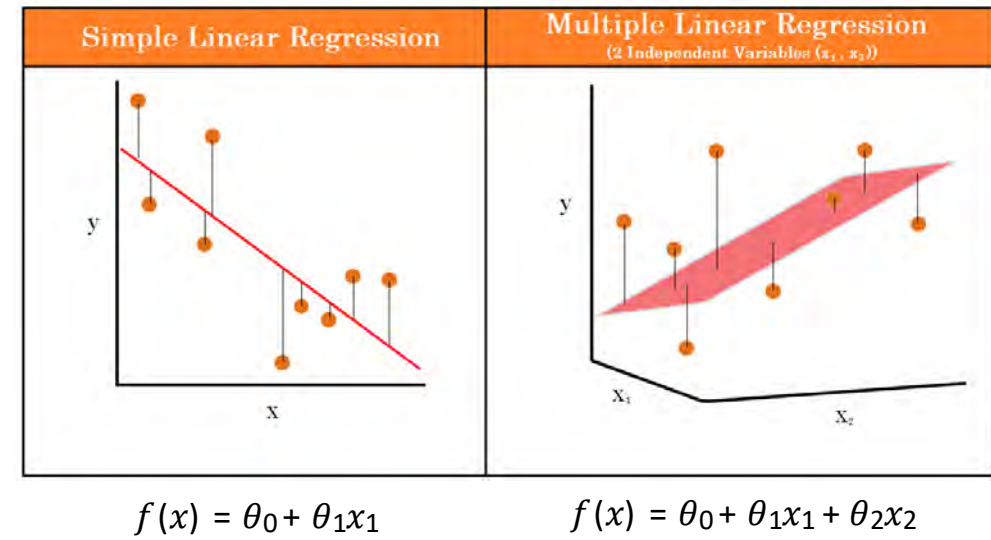 Simple Linear Regression
Multiple Linear Regression
(2 Independent Variables (x₁ , x₂))
y
x
y
x₁
x₂
f(x) = θ₀ + θ₁x₁
f(x) = θ₀ + θ₁x₁ + θ₂x₂